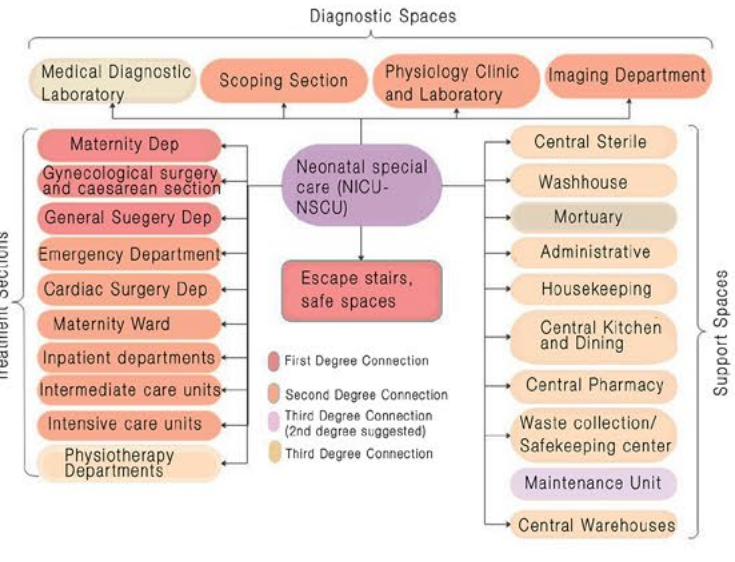 Diagnostic Spaces
Medical Diagnostic
Laboratory
Scoping Section
Physiology Clinic
and Laboratory
Imaging Department
Treatment Sections
Maternity Dep
Gynecological surgery
and caesarean section
General Suegery Dep
Emergency Department
Cardiac Surgery Dep
Maternity Ward
Inpatient departments
Intermediate care units
Intensive care units
Physiotherapy
Departments
Neonatal special
care (NICU-
NSCU)
Escape stairs,
safe spaces
First Degree Connection
Second Degree Connection
Third Degree Connection
(2nd degree suggested)
Third Degree Connection
Central Sterile
Washhouse
Mortuary
Administrative
Housekeeping
Central Kitchen
and Dining
Central Pharmacy
Waste collection/
Safekeeping center
Maintenance Unit
Central Warehouses
Support Spaces